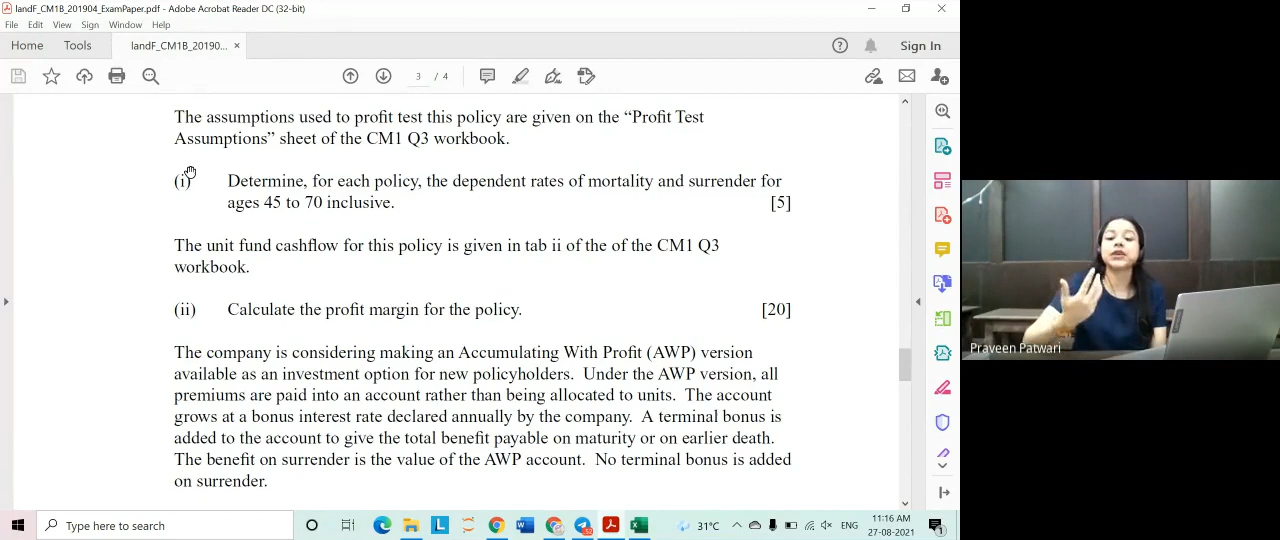 landF_CM1B_201904_ExamPaper.pdf - Adobe Acrobat Reader DC (32-bit)
File Edit View Sign Window Help
Home Tools landF_CM1B_20190... × Sign In
3 / 4
The assumptions used to profit test this policy are given on the “Profit Test
Assumptions” sheet of the CM1 Q3 workbook.
(i) Determine, for each policy, the dependent rates of mortality and surrender for
ages 45 to 70 inclusive. [5]
The unit fund cashflow for this policy is given in tab ii of the of the CM1 Q3
workbook.
(ii) Calculate the profit margin for the policy. [20]
The company is considering making an Accumulating With Profit (AWP) version
available as an investment option for new policyholders. Under the AWP version, all
premiums are paid into an account rather than being allocated to units. The account
grows at a bonus interest rate declared annually by the company. A terminal bonus is
added to the account to give the total benefit payable on maturity or on earlier death.
The benefit on surrender is the value of the AWP account. No terminal bonus is added
on surrender.
Praveen Patwari
Type here to search
31°C ENG 11:16 AM
27-08-2021